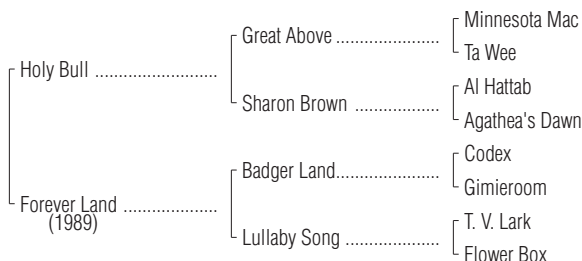 Minnesota Mac
Great Above
Ta Wee
Holy Bull
Al Hattab
Sharon Brown
Agathea's Dawn
Codex
Badger Land
Gimieroom
Forever Land
(1989)
T. V. Lark
Lullaby Song
Flower Box